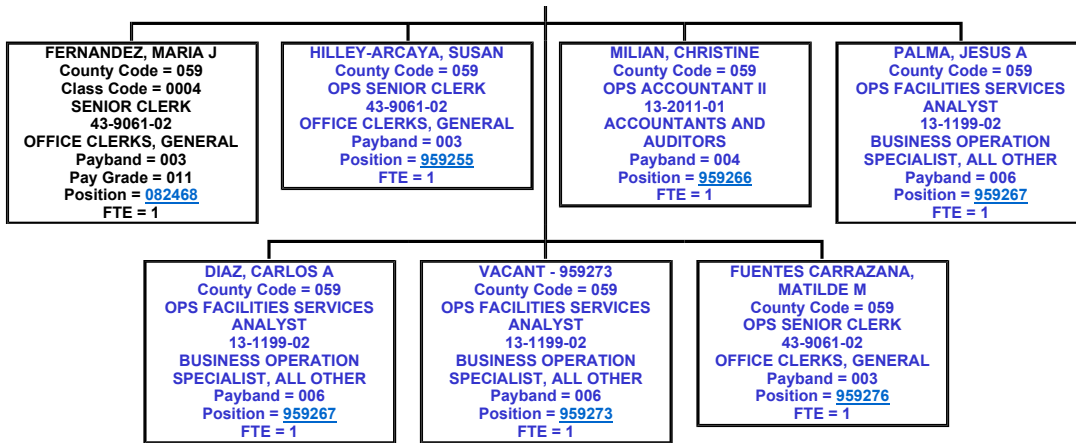 FERNANDEZ, MARIA J
County Code = 059
Class Code = 0004
SENIOR CLERK
43-9061-02
OFFICE CLERKS, GENERAL
Payband = 003
Pay Grade = 011
Position = 082468
FTE = 1
HILLEY-ARCAYA, SUSAN
County Code = 059
OPS SENIOR CLERK
43-9061-02
OFFICE CLERKS, GENERAL
Payband = 003
Position = 959255
FTE = 1
MILIAN, CHRISTINE
County Code = 059
OPS ACCOUNTANT II
13-2011-01
ACCOUNTANTS AND
AUDITORS
Payband = 004
Position = 959266
FTE = 1
PALMA, JESUS A
County Code = 059
OPS FACILITIES SERVICES
ANALYST
13-1199-02
BUSINESS OPERATION
SPECIALIST, ALL OTHER
Payband = 006
Position = 959267
FTE = 1
DIAZ, CARLOS A
County Code = 059
OPS FACILITIES SERVICES
ANALYST
13-1199-02
BUSINESS OPERATION
SPECIALIST, ALL OTHER
Payband = 006
Position = 959267
FTE = 1
VACANT - 959273
County Code = 059
OPS FACILITIES SERVICES
ANALYST
13-1199-02
BUSINESS OPERATION
SPECIALIST, ALL OTHER
Payband = 006
Position = 959273
FTE = 1
FUENTES CARRAZANA,
MATILDE M
County Code = 059
OPS SENIOR CLERK
43-9061-02
OFFICE CLERKS, GENERAL
Payband = 003
Position = 959276
FTE = 1